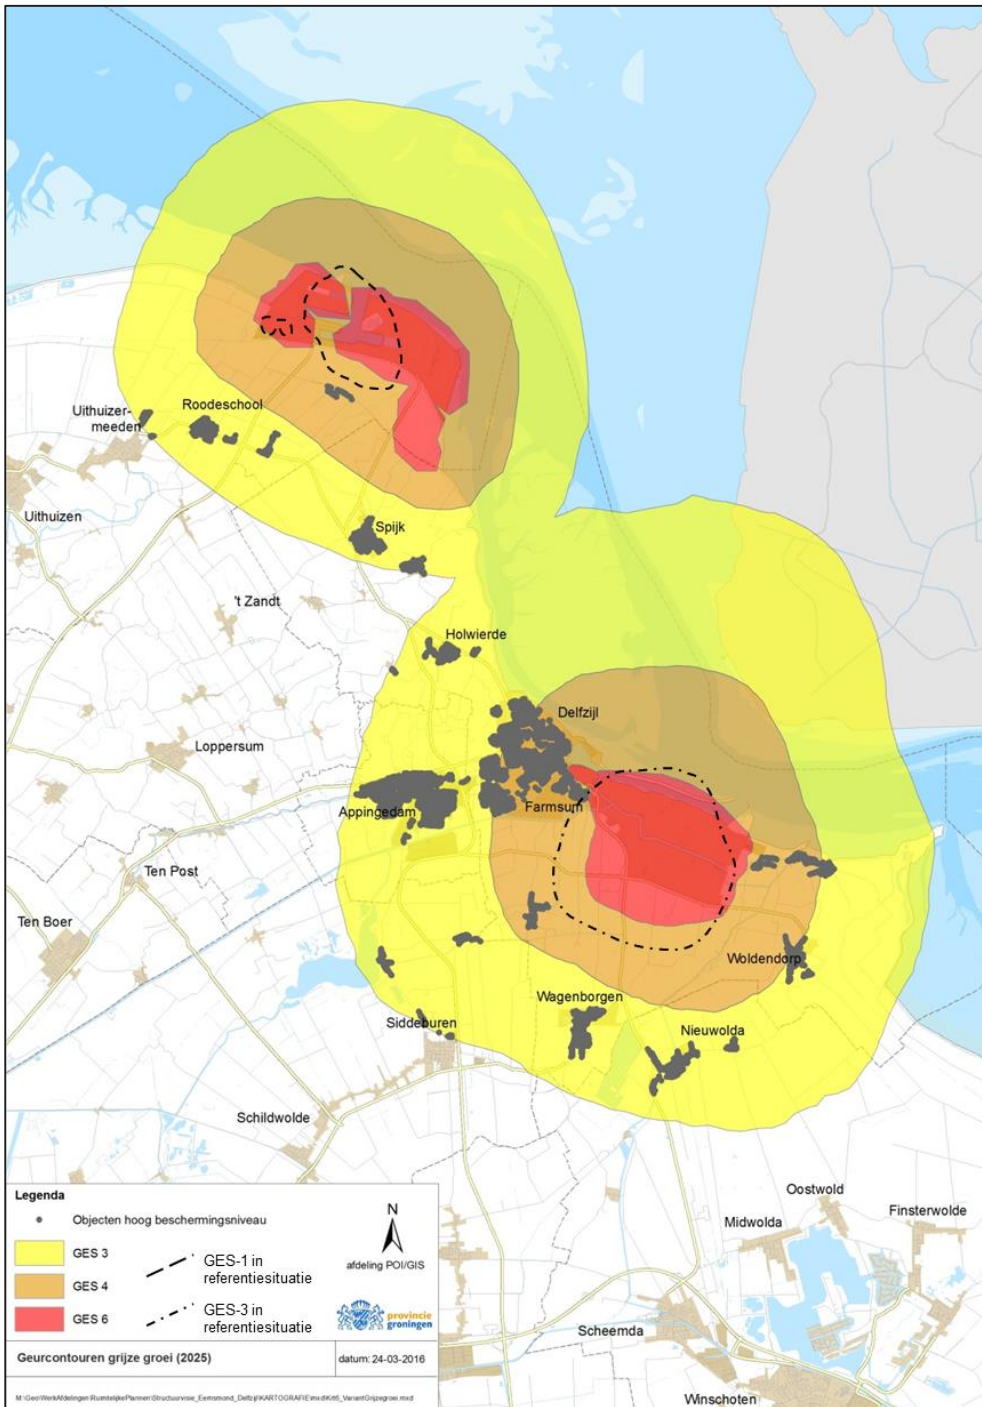 Uithuizer-
meeden
Roodeschool
Uithuizen
Spijk
't Zandt
Holwierde
Delfzijl
Loppersum
Appingedam
Farmsum
Ten Post
Ten Boer
Woldendorp
Wagenborgen
Siddeburen
Nieuwolda
Schildwolde
Oostwold
Midwolda
Finsterwolde
Scheemda
Winschoten
Legenda
Objecten hoog beschermingsniveau
GES 3
GES 4
GES 6
GES-1 in
referentiesituatie
GES-3 in
referentiesituatie
N
afdeling POI/GIS
provincie
groningen
Geurcontouren grijze groei (2025)
datum: 24-03-2016